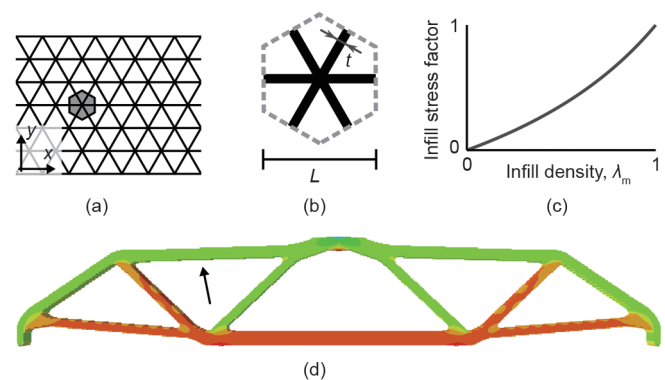 y
x
(a)
(b)
t
L
(b)
(c)
Infill stress factor
1
0
0
1
Infill density, λm
(c)
(d)